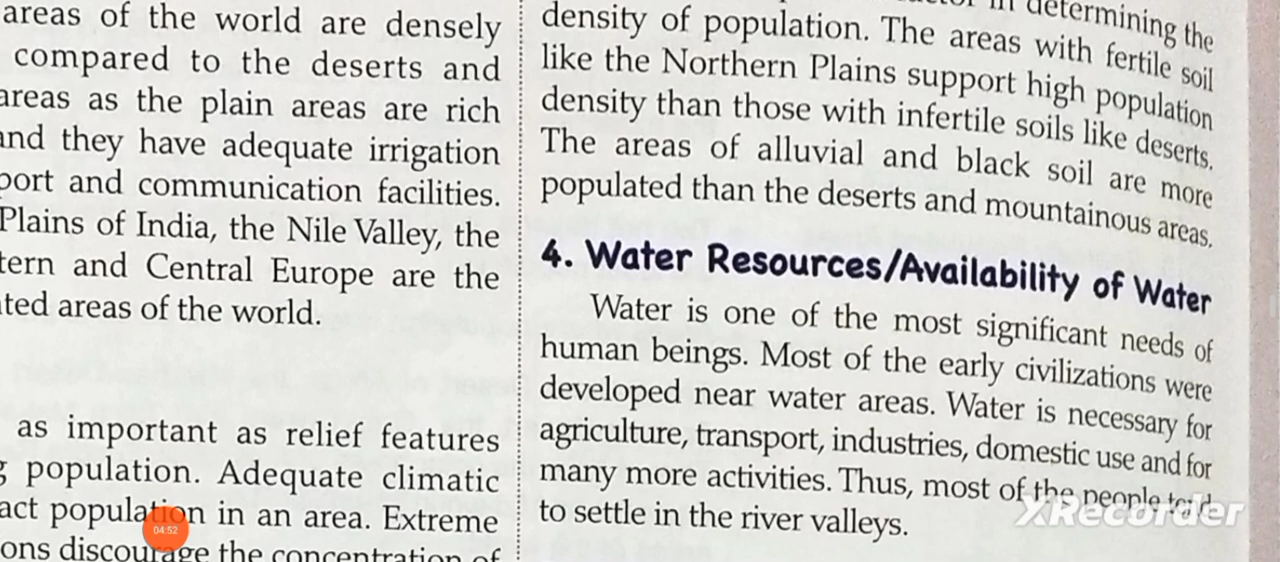 areas of the world are densely
compared to the deserts and
areas as the plain areas are rich
and they have adequate irrigation
port and communication facilities.
Plains of India, the Nile Valley, the
tern and Central Europe are the
ted areas of the world.
as important as relief features
g population. Adequate climatic
act population in an area. Extreme
ons discourage the concentration of
in determining the
density of population. The areas with fertile soil
like the Northern Plains support high population
density than those with infertile soils like deserts.
The areas of alluvial and black soil are more
populated than the deserts and mountainous areas.
4. Water Resources/Availability of Water
Water is one of the most significant needs of
human beings. Most of the early civilizations were
developed near water areas. Water is necessary for
agriculture, transport, industries, domestic use and for
many more activities. Thus, most of the people tend
to settle in the river valleys.
04:52
XRecorder